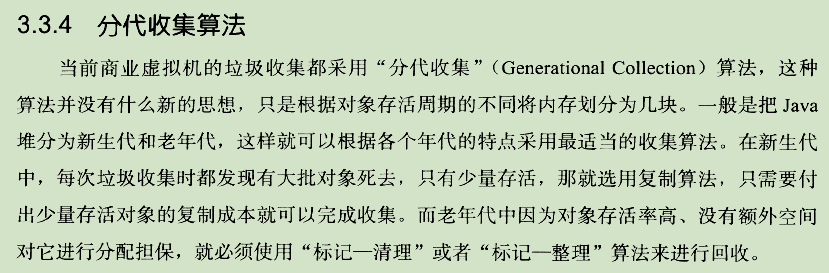 3.3.4 分代收集算法
当前商业虚拟机的垃圾收集都采用“分代收集”（Generational Collection）算法，这种
算法并没有什么新的思想，只是根据对象存活周期的不同将内存划分为几块。一般是把 Java
堆分为新生代和老年代，这样就可以根据各个年代的特点采用最适当的收集算法。在新生代
中，每次垃圾收集时都发现有大批对象死去，只有少量存活，那就选用复制算法，只需要付
出少量存活对象的复制成本就可以完成收集。而老年代中因为对象存活率高、没有额外空间
对它进行分配担保，就必须使用“标记—清理”或者“标记—整理”算法来进行回收。